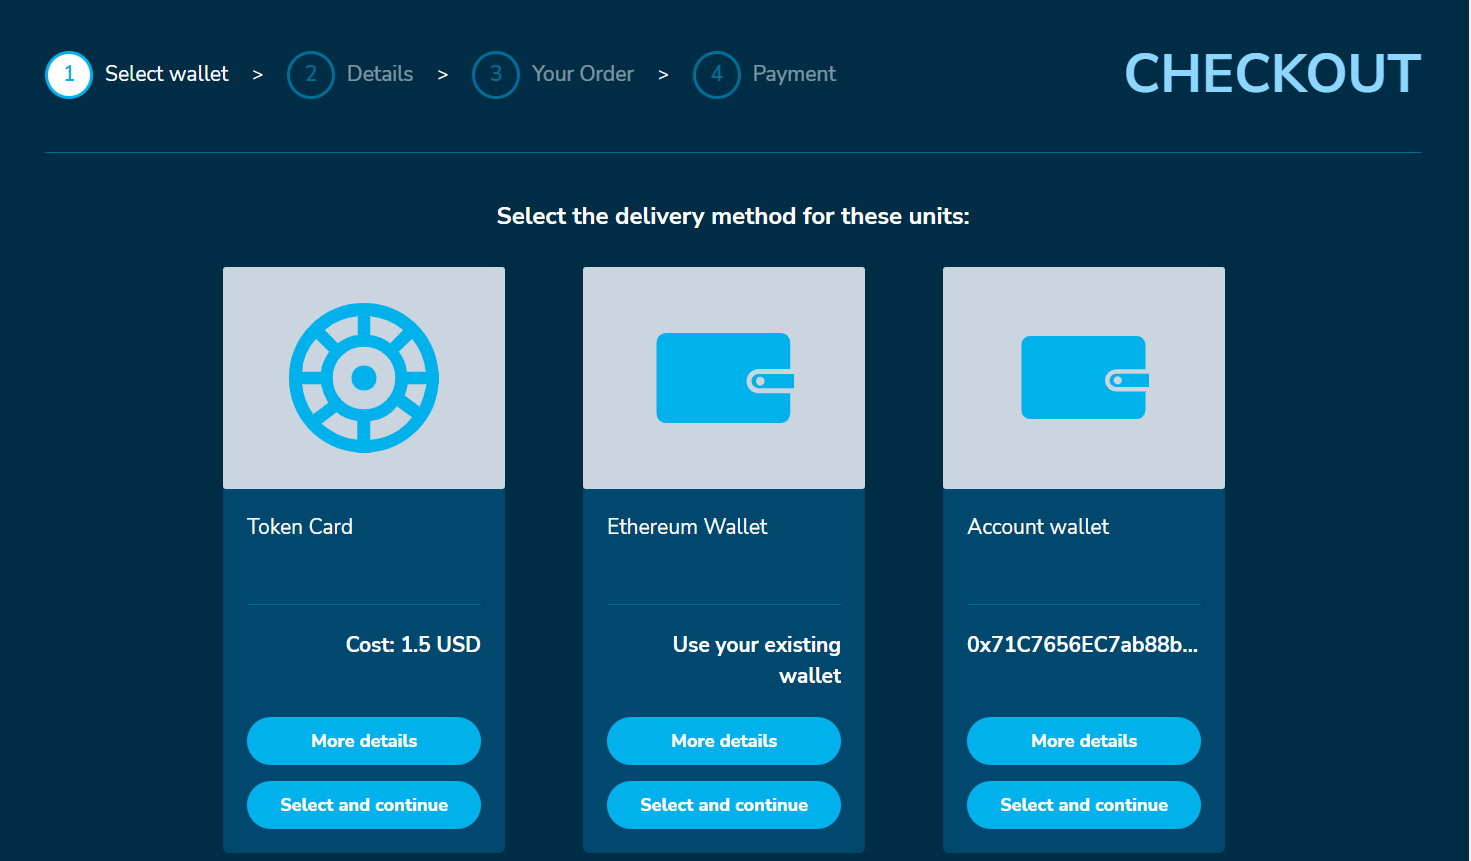 1 Select wallet > 2 Details > 3 Your Order > 4 Payment
CHECKOUT
Select the delivery method for these units:
Token Card
Cost: 1.5 USD
More details
Select and continue
Ethereum Wallet
Use your existing
wallet
More details
Select and continue
Account wallet
0x71C7656EC7ab88b...
More details
Select and continue